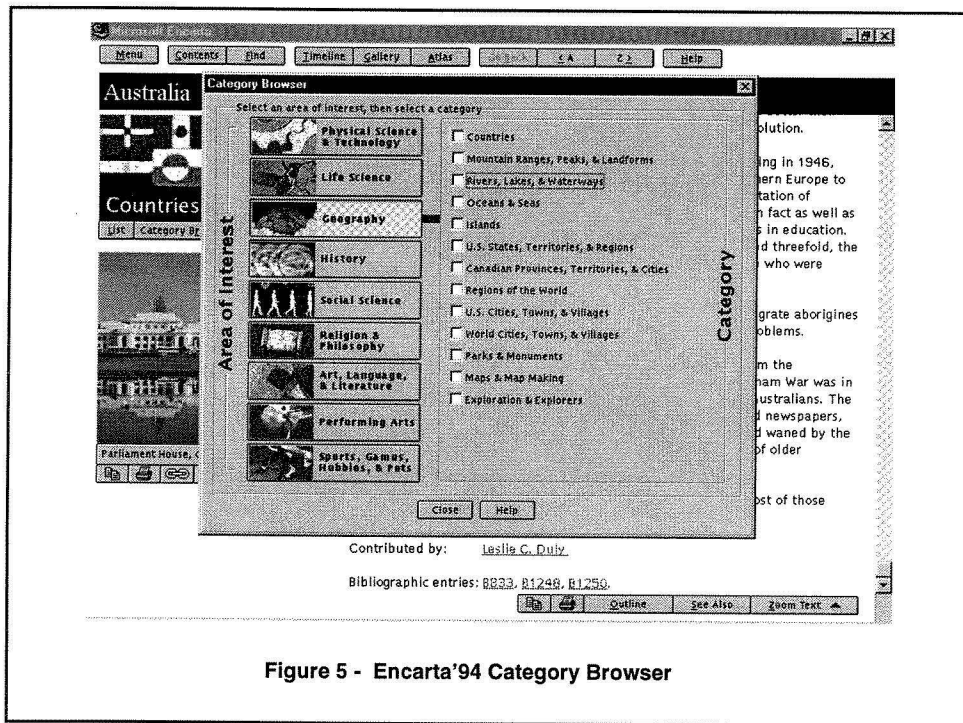 Microsoft Encarta
Menu Contents Find Timeline Gallery Atlas Go Back < < > > Help
Australia
Countries
List Category Br
Parliament House, c
Category Browser
Select an area of interest, then select a category
Area of Interest
Physical Science
& Technology
Life Science
Geography
History
Social Science
Religion &
Philosophy
Art, Language,
& Literature
Performing Arts
Sports, Games,
Hobbies, & Pets
Countries
Mountain Ranges, Peaks, & Landforms
Rivers, Lakes, & Waterways
Oceans & Seas
Islands
U.S. States, Territories, & Regions
Canadian Provinces, Territories, & Cities
Regions of the World
U.S. Cities, Towns, & Villages
World Cities, Towns, & Villages
Parks & Monuments
Maps & Map Making
Exploration & Explorers
Category
Close Help
olution.
ing in 1946,
hern Europe to
tation of
n fact as well as
s in education.
d threefold, the
who were
grate aborigines
oblems.
m the
nam War was in
ustralians. The
d newspapers,
d waned by the
of older
ost of those
Contributed by: Leslie C. Duly
Bibliographic entries: B833, B1248, B1250.
Outline See Also Zoom Text
Figure 5 - Encarta'94 Category Browser